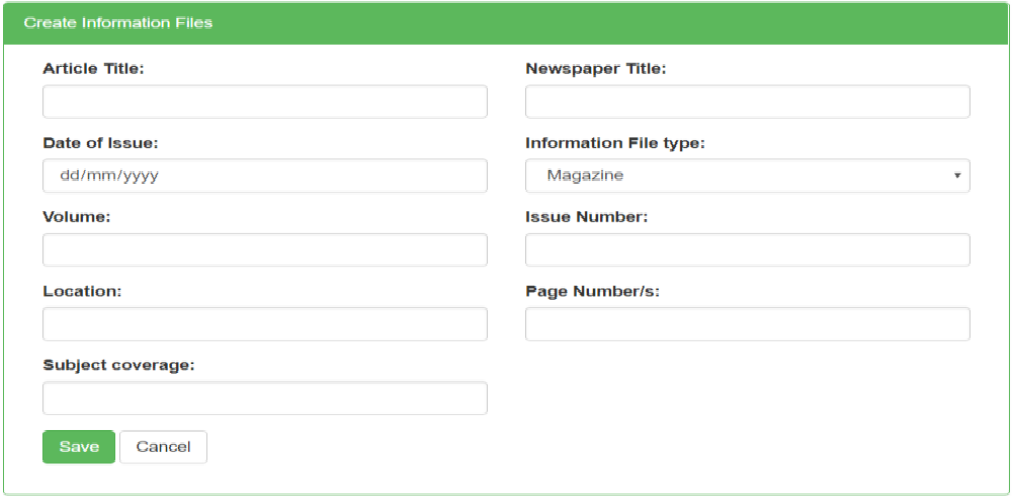 Create Information Files
Article Title:
Newspaper Title:
Date of Issue:
Information File type:
dd/mm/yyyy
Magazine
Volume:
Issue Number:
Location:
Page Number/s:
Subject coverage:
Save
Cancel